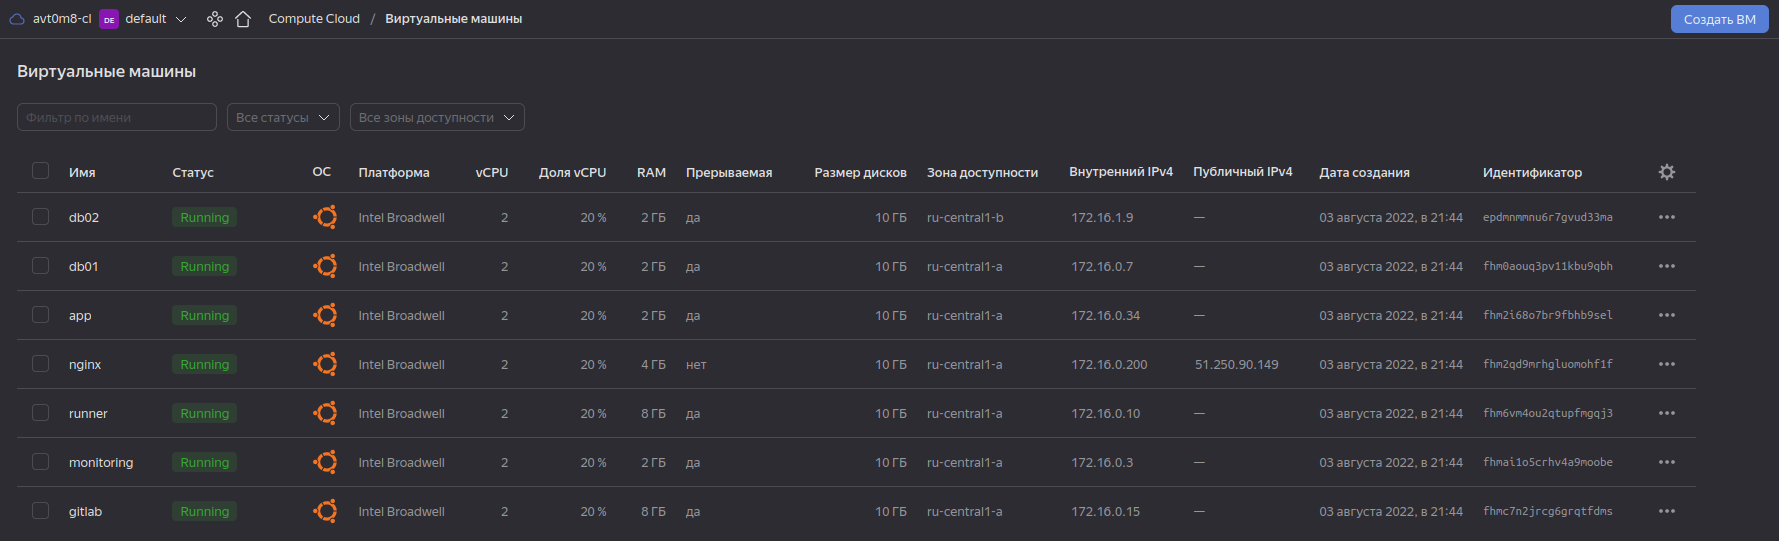 avt0m8-cl DE default Compute Cloud / Виртуальные машины Создать ВМ
Виртуальные машины
Фильтр по имени Все статусы Все зоны доступности
Имя Статус ОС Платформа vCPU Доля vCPU RAM Прерываемая Размер дисков Зона доступности Внутренний IPv4 Публичный IPv4 Дата создания Идентификатор
db02 Running Intel Broadwell 2 20 % 2 ГБ да 10 ГБ ru-central1-b 172.16.1.9 — 03 августа 2022, в 21:44 epdmnmmnu6r7gvud33ma
db01 Running Intel Broadwell 2 20 % 2 ГБ да 10 ГБ ru-central1-a 172.16.0.7 — 03 августа 2022, в 21:44 fhm0aouq3pv11kbu9qbh
app Running Intel Broadwell 2 20 % 2 ГБ да 10 ГБ ru-central1-a 172.16.0.34 — 03 августа 2022, в 21:44 fhm2i68o7br9fbhb9sel
nginx Running Intel Broadwell 2 20 % 4 ГБ нет 10 ГБ ru-central1-a 172.16.0.200 51.250.90.149 03 августа 2022, в 21:44 fhm2qd9mrhgluomohf1f
runner Running Intel Broadwell 2 20 % 8 ГБ да 10 ГБ ru-central1-a 172.16.0.10 — 03 августа 2022, в 21:44 fhm6vm4ou2qtupfmgqj3
monitoring Running Intel Broadwell 2 20 % 2 ГБ да 10 ГБ ru-central1-a 172.16.0.3 — 03 августа 2022, в 21:44 fhmai1o5crhv4a9moobe
gitlab Running Intel Broadwell 2 20 % 8 ГБ да 10 ГБ ru-central1-a 172.16.0.15 — 03 августа 2022, в 21:44 fhmc7n2jrcg6grqtfdms